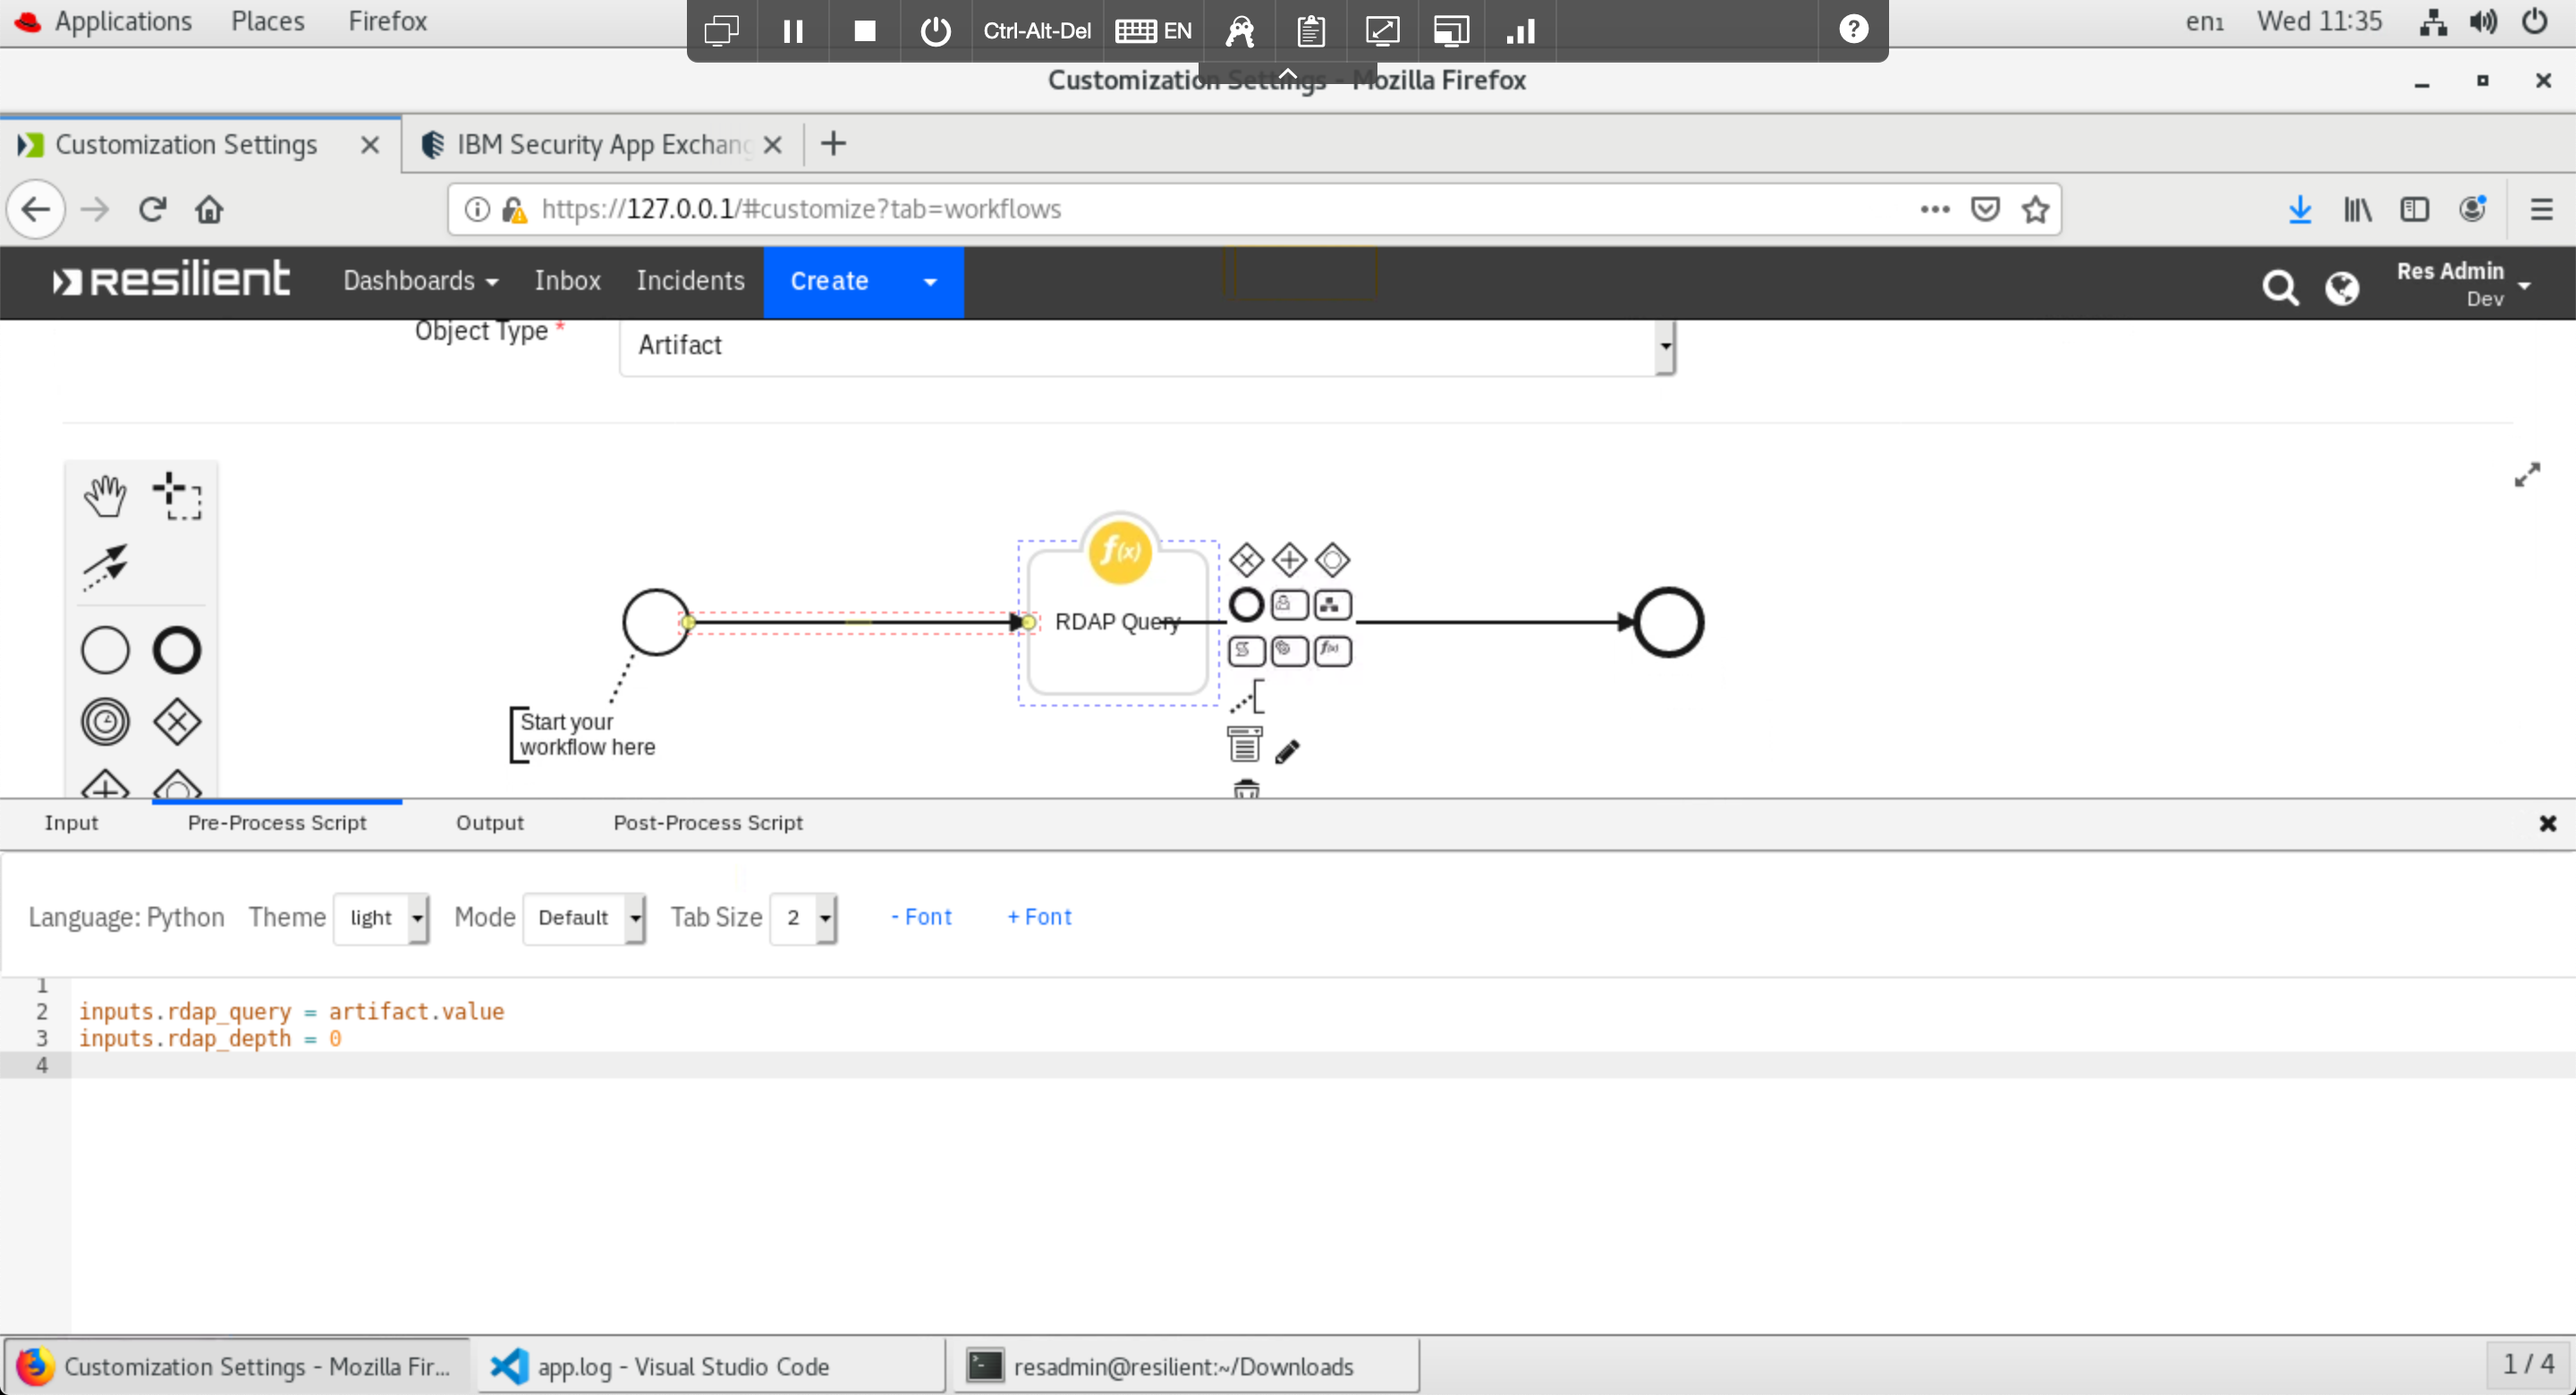 Applications Places Firefox
Ctrl-Alt-Del EN
en₁ Wed 11:35
Customization Settings - Mozilla Firefox
Customization Settings
IBM Security App Exchang
https://127.0.0.1/#customize?tab=workflows
resilient Dashboards Inbox Incidents Create
Res Admin
Dev
Object Type *
Artifact
f(x)
RDAP Query
f(x)
Start your
workflow here
Input Pre-Process Script Output Post-Process Script
Language: Python Theme light Mode Default Tab Size 2 - Font + Font
1
2 inputs.rdap_query = artifact.value
3 inputs.rdap_depth = 0
4
Customization Settings - Mozilla Fir... app.log - Visual Studio Code resadmin@resilient:~/Downloads 1 / 4